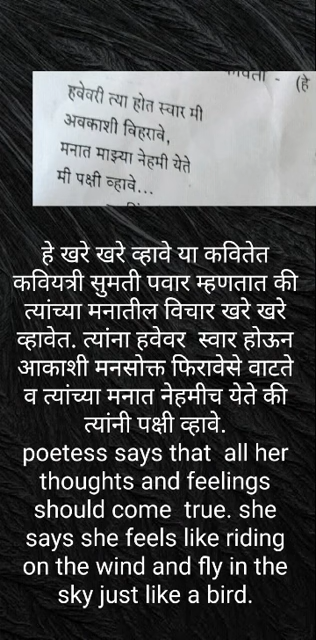 कविता - (हे
हवेवरी त्या होत स्वार मी
अवकाशी विहरावे,
मनात माझ्या नेहमी येते
मी पक्षी व्हावे...
हे खरे खरे व्हावे या कवितेत
कवियत्री सुमती पवार म्हणतात की
त्यांच्या मनातील विचार खरे खरे
व्हावेत. त्यांना हवेवर स्वार होऊन
आकाशी मनसोक्त फिरावेसे वाटते
व त्यांच्या मनात नेहमीच येते की
त्यांनी पक्षी व्हावे.
poetess says that all her
thoughts and feelings
should come true. she
says she feels like riding
on the wind and fly in the
sky just like a bird.